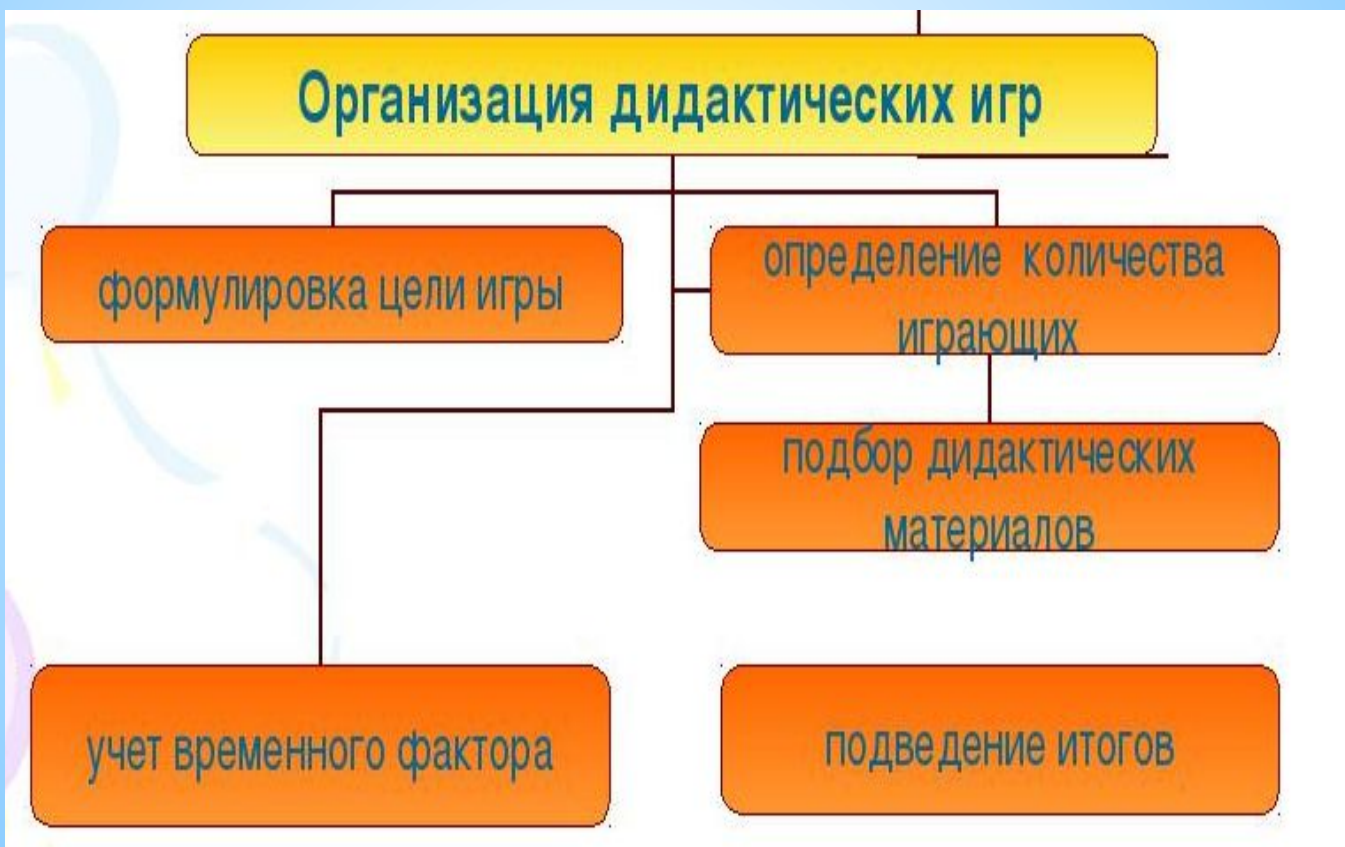 Организация дидактических игр
формулировка цели игры
определение количества
играющих
подбор дидактических
материалов
учет временного фактора
подведение итогов